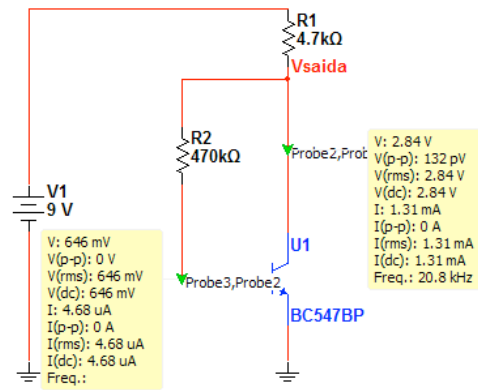 R1
4.7kΩ
Vsaida
R2
470kΩ
Probe2,Prob
V: 2.84 V
V(p-p): 132 pV
V(rms): 2.84 V
V(dc): 2.84 V
I: 1.31 mA
I(p-p): 0 A
I(rms): 1.31 mA
I(dc): 1.31 mA
Freq.: 20.8 kHz
V1
9 V
V: 646 mV
V(p-p): 0 V
V(rms): 646 mV
V(dc): 646 mV
I: 4.68 uA
I(p-p): 0 A
I(rms): 4.68 uA
I(dc): 4.68 uA
Freq.:
Probe3,Probe2
U1
BC547BP